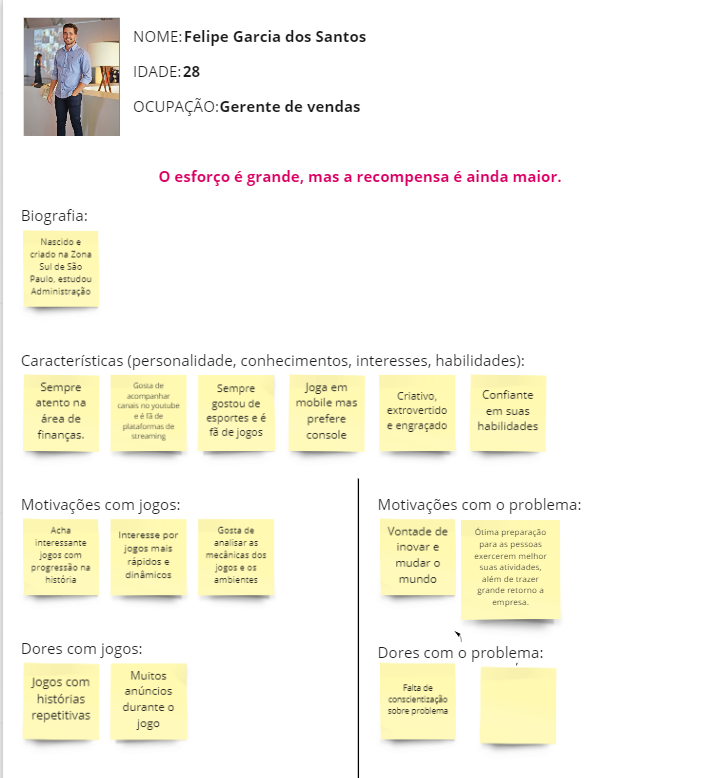 NOME:Felipe Garcia dos Santos
IDADE:28
OCUPAÇÃO:Gerente de vendas
O esforço é grande, mas a recompensa é ainda maior.
Biografia:
Nascido e
criado na Zona
Sul de São
Paulo, estudou
Administração
Características (personalidade, conhecimentos, interesses, habilidades):
Sempre
atento na
área de
finanças.
Gosta de
acompanhar
canais no youtube
e é fã de
plataformas de
streaming
Sempre
gostou de
esportes e é
fã de jogos
Joga em
mobile mas
prefere
console
Criativo,
extrovertido
e engraçado
Confiante
em suas
habilidades
Motivações com jogos:
Acha
interessante
jogos com
progressão na
história
Interesse por
jogos mais
rápidos e
dinâmicos
Gosta de
analisar as
mecânicas dos
jogos e os
ambientes
Motivações com o problema:
Vontade de
inovar e
mudar o
mundo
Ótima preparação
para as pessoas
exercerem melhor
suas atividades,
além de trazer
grande retorno a
empresa.
Dores com jogos:
Jogos com
histórias
repetitivas
Muitos
anúncios
durante o
jogo
Dores com o problema:
Falta de
conscientização
sobre problema